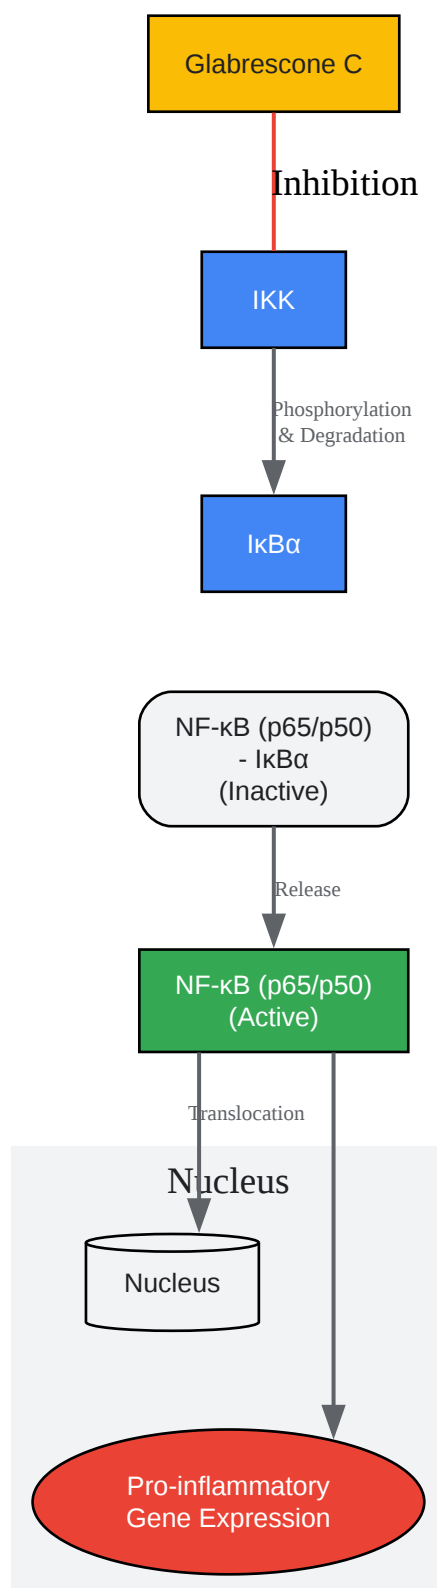 Glabrescone C
Inhibition
IKK
Phosphorylation
& Degradation
IκBα
NF-κB (p65/p50)
- IκBα
(Inactive)
Release
NF-κB (p65/p50)
(Active)
Translocation
Nucleus
Nucleus
Pro-inflammatory
Gene Expression